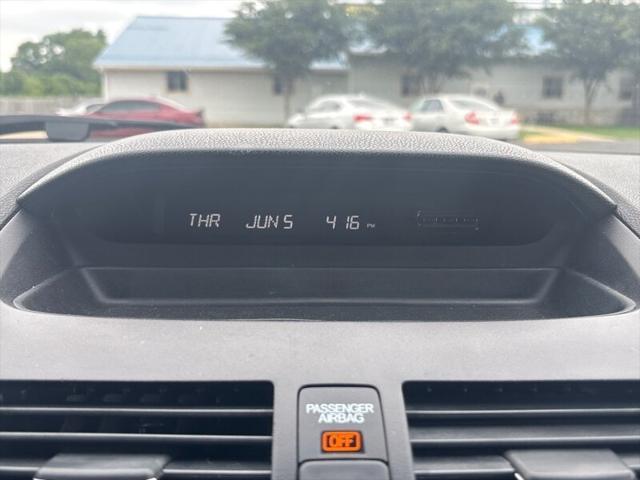 THR JUN 5 4 16 PM
PASSENGER
AIRBAG
OFF